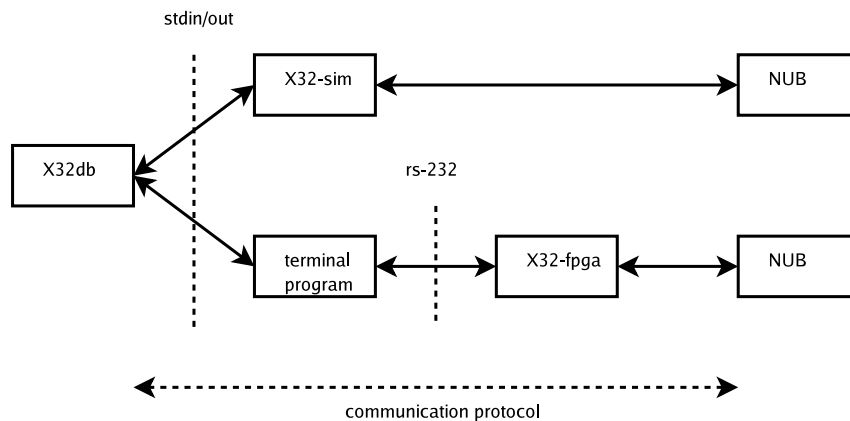 stdin/out
X32-sim
NUB
X32db
rs-232
terminal
program
X32-fpga
NUB
communication protocol